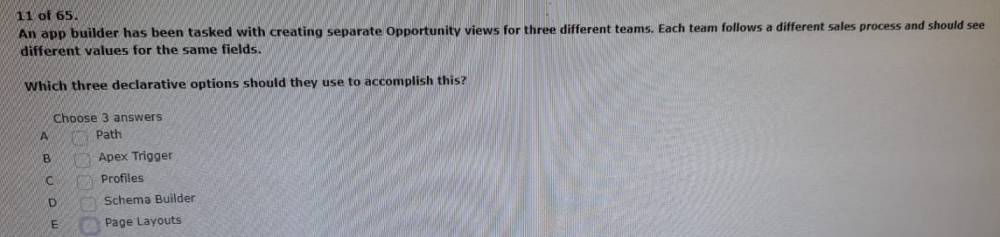 11 of 65.
An app builder has been tasked with creating separate Opportunity views for three different teams. Each team follows a different sales process and should see
different values for the same fields.
Which three declarative options should they use to accomplish this?
Choose 3 answers
A Path
B Apex Trigger
C Profiles
D Schema Builder
E Page Layouts